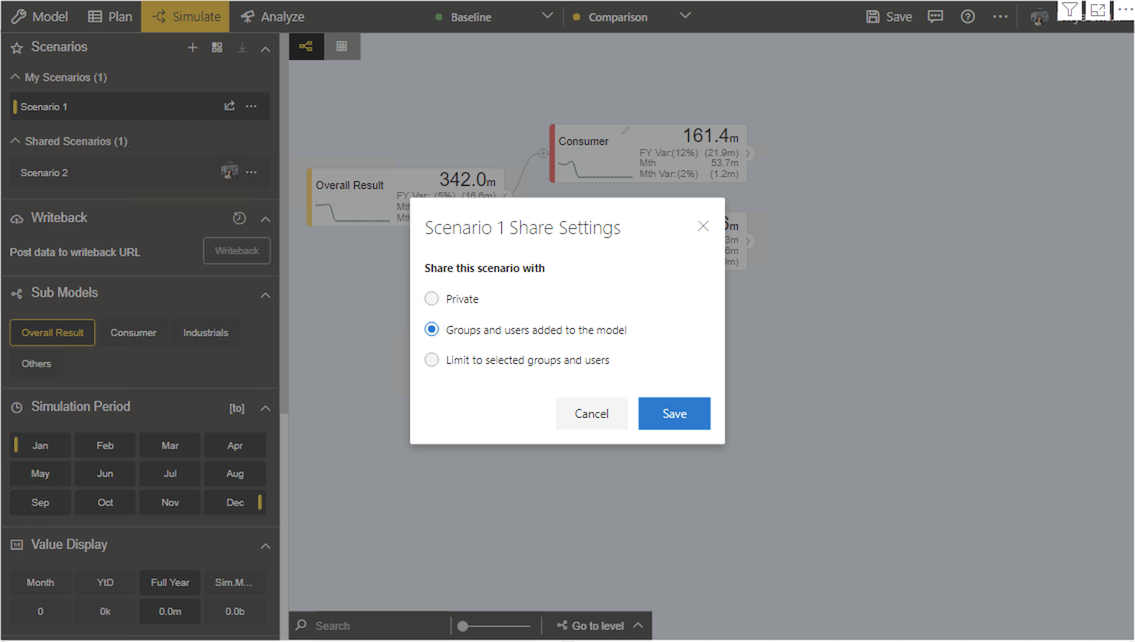 Model Plan Simulate Analyze Baseline Comparison Save
Scenarios
My Scenarios (1)
Scenario 1
Shared Scenarios (1)
Scenario 2
Writeback
Post data to writeback URL Writeback
Sub Models
Overall Result Consumer Industrials
Others
Simulation Period [to]
Jan Feb Mar Apr
May Jun Jul Aug
Sep Oct Nov Dec
Value Display
Month YtD Full Year Sim.M...
0 0k 0.0m 0.0b
Overall Result 342.0m
FY Var: (5%) (16.6m)
Mth
Mth
Consumer 161.4m
FY Var:(12%) (21.9m)
Mth 53.7m
Mth Var:(2%) (1.2m)
Scenario 1 Share Settings
Share this scenario with
Private
Groups and users added to the model
Limit to selected groups and users
Cancel Save
Search Go to level